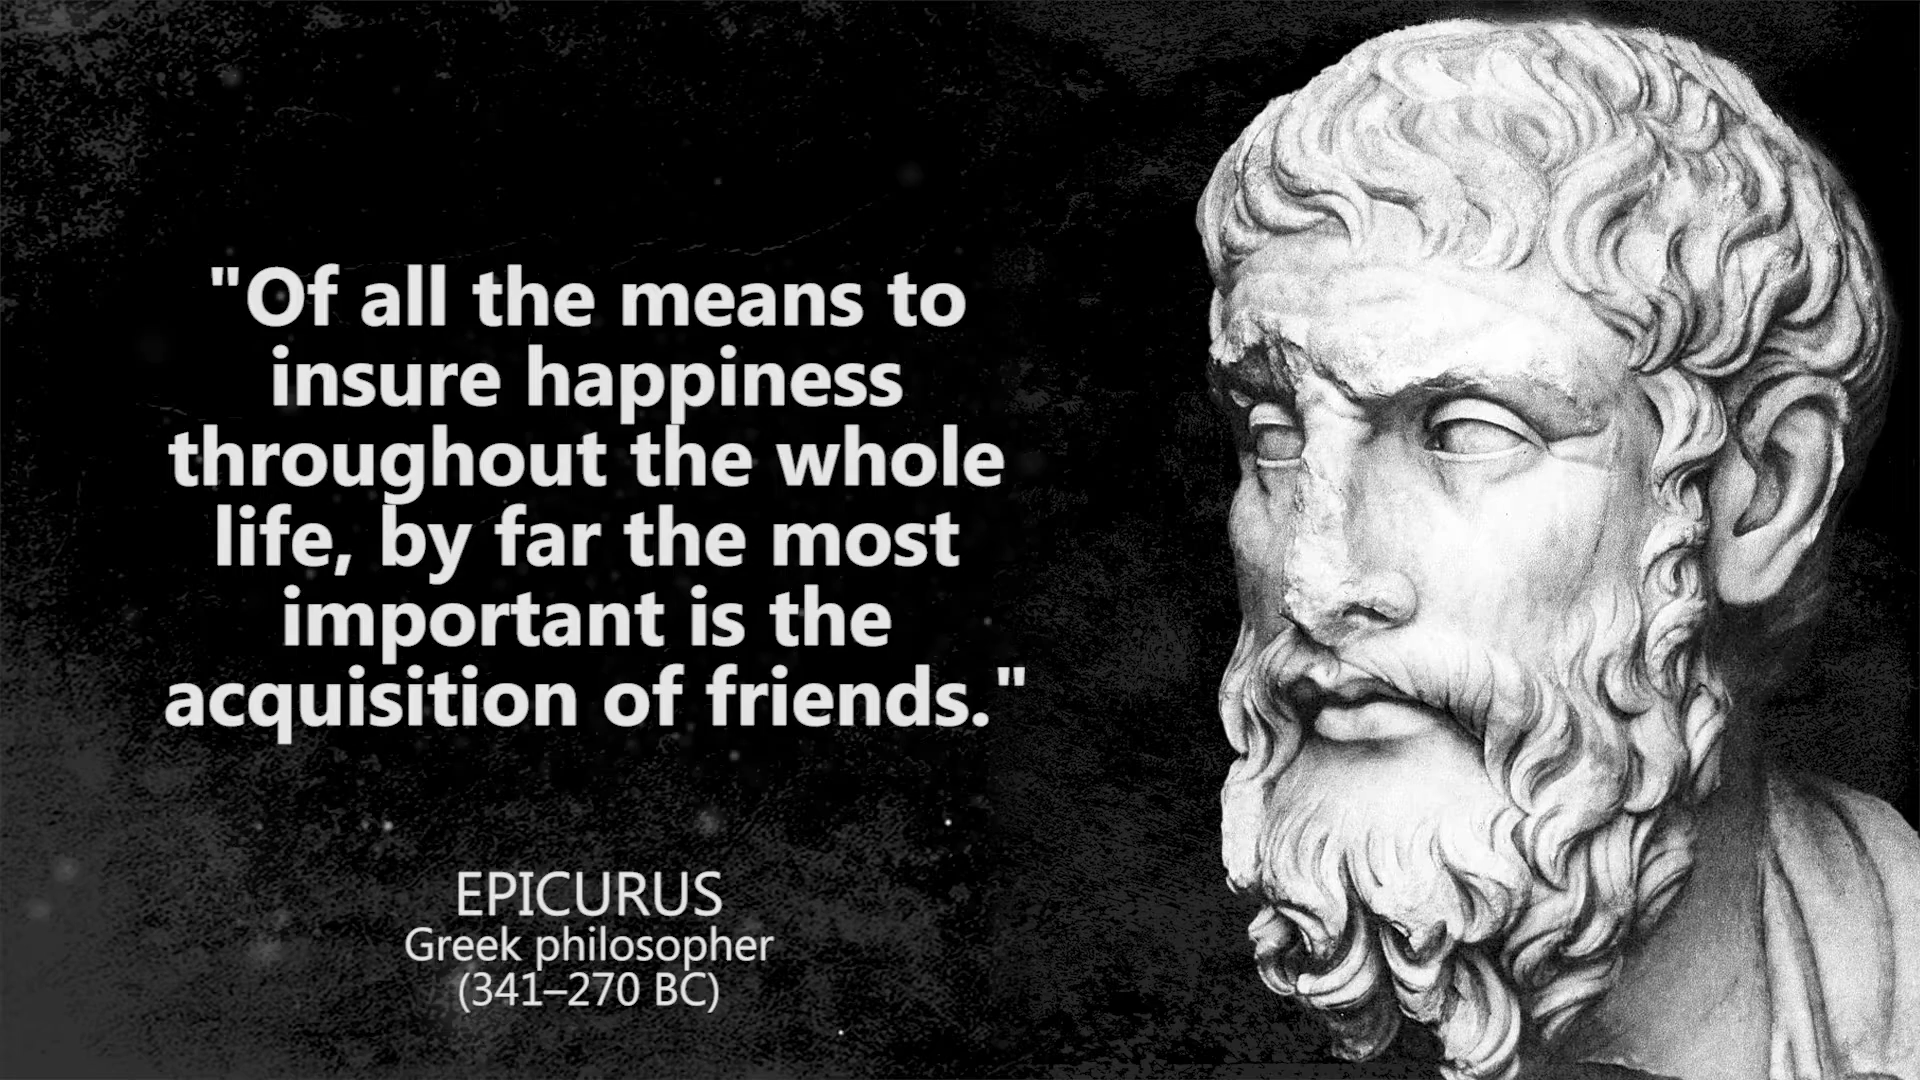 "Of all the means to
insure happiness
throughout the whole
life, by far the most
important is the
acquisition of friends."
EPICURUS
Greek philosopher
(341–270 BC)